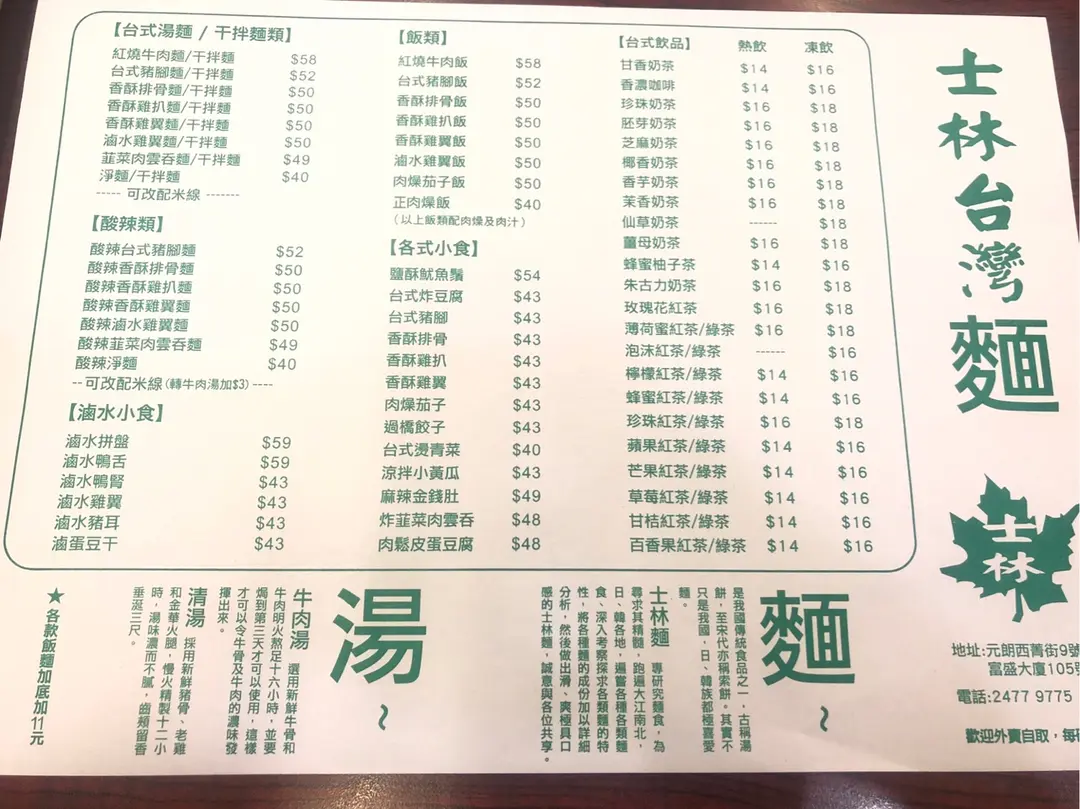 【台式湯麵 / 干拌麵類】
紅燒牛肉麵/干拌麵 $58
台式豬腳麵/干拌麵 $52
香酥排骨麵/干拌麵 $50
香酥雞扒麵/干拌麵 $50
香酥雞翼麵/干拌麵 $50
滷水雞翼麵/干拌麵 $50
韮菜肉雲吞麵/干拌麵 $49
淨麵/干拌麵 $40
----- 可改配米線 -------
【酸辣類】
酸辣台式豬腳麵 $52
酸辣香酥排骨麵 $50
酸辣香酥雞扒麵 $50
酸辣香酥雞翼麵 $50
酸辣滷水雞翼麵 $50
酸辣韮菜肉雲吞麵 $49
酸辣淨麵 $40
--可改配米線(轉牛肉湯加$3)----
【滷水小食】
滷水拼盤 $59
滷水鴨舌 $59
滷水鴨腎 $43
滷水雞翼 $43
滷水豬耳 $43
滷蛋豆干 $43
【飯類】
紅燒牛肉飯 $58
台式豬腳飯 $52
香酥排骨飯 $50
香酥雞扒飯 $50
香酥雞翼飯 $50
滷水雞翼飯 $50
肉燥茄子飯 $50
正肉燥飯 $40
(以上飯類配肉燥及肉汁)
【各式小食】
鹽酥魷魚鬚 $54
台式炸豆腐 $43
台式豬腳 $43
香酥排骨 $43
香酥雞扒 $43
香酥雞翼 $43
肉燥茄子 $43
過橋餃子 $43
台式燙青菜 $40
涼拌小黃瓜 $43
麻辣金錢肚 $49
炸韮菜肉雲吞 $48
肉鬆皮蛋豆腐 $48
【台式飲品】 熱飲 凍飲
甘香奶茶 $14 $16
香濃咖啡 $14 $16
珍珠奶茶 $16 $18
胚芽奶茶 $16 $18
芝麻奶茶 $16 $18
椰香奶茶 $16 $18
香芋奶茶 $16 $18
茉香奶茶 $16 $18
仙草奶茶 ------ $18
薑母奶茶 $16 $18
蜂蜜柚子茶 $14 $16
朱古力奶茶 $16 $18
玫瑰花紅茶 $16 $18
薄荷蜜紅茶/綠茶 $16 $18
泡沫紅茶/綠茶 ------ $16
檸檬紅茶/綠茶 $14 $16
蜂蜜紅茶/綠茶 $14 $16
珍珠紅茶/綠茶 $16 $18
蘋果紅茶/綠茶 $14 $16
芒果紅茶/綠茶 $14 $16
草莓紅茶/綠茶 $14 $16
甘桔紅茶/綠茶 $14 $16
百香果紅茶/綠茶 $14 $16
士林台灣麵
士林
地址:元朗西菁街9號
富盛大廈105號
電話:2477 9775
歡迎外賣自取，每
麵～
是我國傳統食品之一，古稱湯
餅，至宋代亦稱索餅。其實不
只是我國，日、韓族都極喜愛
麵。
士林麵 專研究麵食，為
尋求其精髓，跑遍大江南北，
日、韓各地，遍嘗各種各類麵
食、深入考察探求各類麵的特
性，將各種麵的成份加以詳細
分析，然後做出滑、爽極具口
感的士林麵，誠意與各位共享。
湯～
牛肉湯 選用新鮮牛骨和
牛肉明火熬足十六小時，並要
焗到第三天才可以使用，這樣
才可以令牛骨及牛肉的濃味發
揮出來。
清湯 採用新鮮豬骨、老雞
和金華火腿，慢火精製十二小
時，湯味濃而不膩，齒頰留香
垂涎三尺。
★各款飯麵加底加11元